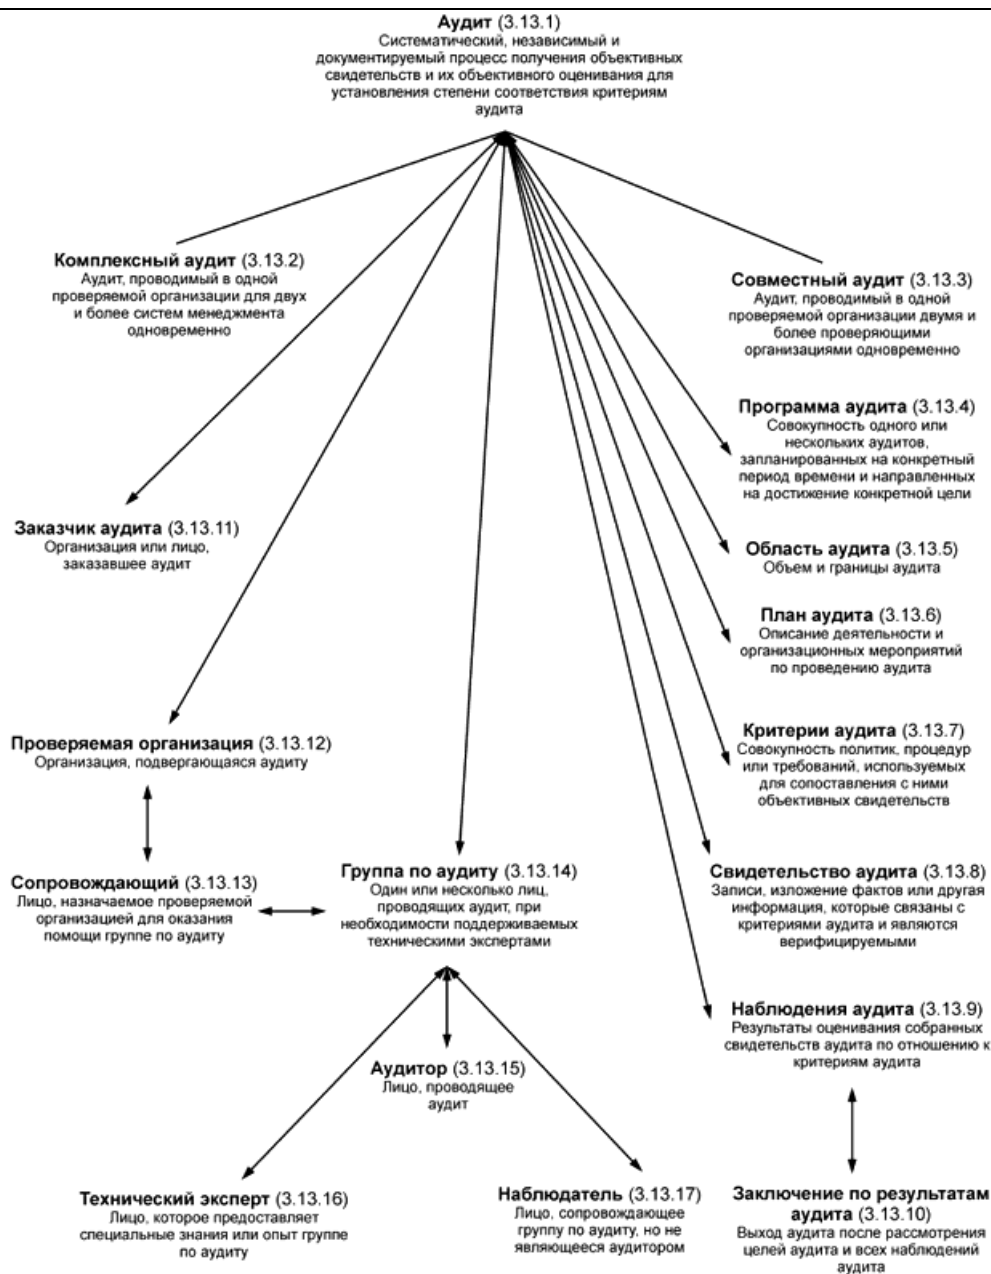 Аудит (3.13.1)
Систематический, независимый и
документируемый процесс получения объективных
свидетельств и их объективного оценивания для
установления степени соответствия критериям
аудита
Комплексный аудит (3.13.2)
Аудит, проводимый в одной
проверяемой организации для двух
и более систем менеджмента
одновременно
Совместный аудит (3.13.3)
Аудит, проводимый в одной
проверяемой организации двумя и
более проверяющими
организациями одновременно
Программа аудита (3.13.4)
Совокупность одного или
нескольких аудитов,
запланированных на конкретный
период времени и направленных
на достижение конкретной цели
Заказчик аудита (3.13.11)
Организация или лицо,
заказавшее аудит
Область аудита (3.13.5)
Объем и границы аудита
План аудита (3.13.6)
Описание деятельности и
организационных мероприятий
по проведению аудита
Проверяемая организация (3.13.12)
Организация, подвергающаяся аудиту
Критерии аудита (3.13.7)
Совокупность политик, процедур
или требований, используемых
для сопоставления с ними
объективных свидетельств
Сопровождающий (3.13.13)
Лицо, назначаемое проверяемой
организацией для оказания
помощи группе по аудиту
Группа по аудиту (3.13.14)
Один или несколько лиц,
проводящих аудит, при
необходимости поддерживаемых
техническими экспертами
Свидетельство аудита (3.13.8)
Записи, изложение фактов или другая
информация, которые связаны с
критериями аудита и являются
верифицируемыми
Наблюдения аудита (3.13.9)
Результаты оценивания собранных
свидетельств аудита по отношению к
критериям аудита
Аудитор (3.13.15)
Лицо, проводящее
аудит
Технический эксперт (3.13.16)
Лицо, которое предоставляет
специальные знания или опыт группе
по аудиту
Наблюдатель (3.13.17)
Лицо, сопровождающее
группу по аудиту, но не
являющееся аудитором
Заключение по результатам
аудита (3.13.10)
Выход аудита после рассмотрения
целей аудита и всех наблюдений
аудита